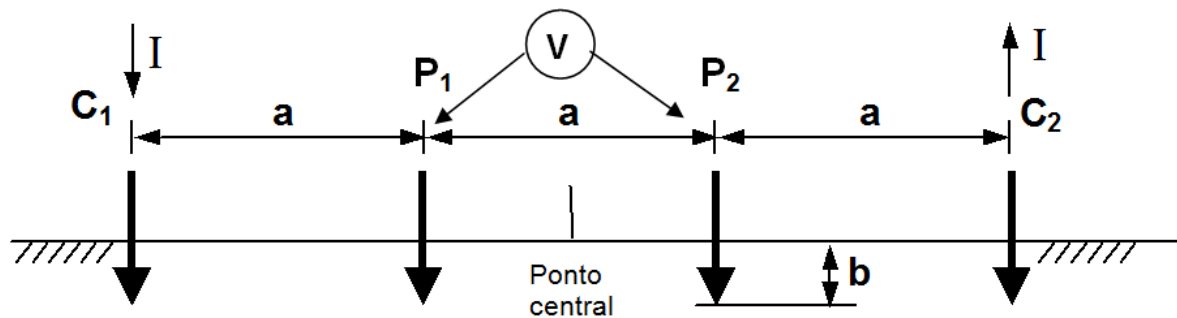 I
V
I
P₁
P₂
C₁
a
a
a
C₂
b
Ponto
central